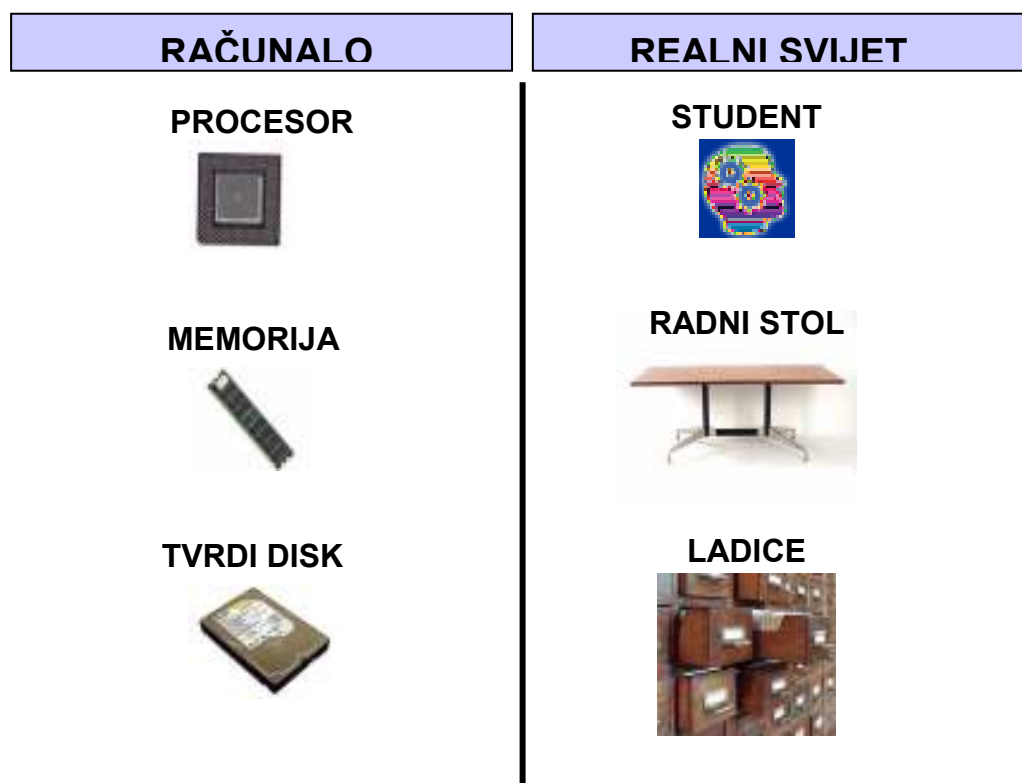 RAČUNALO
REALNI SVIJET
PROCESOR
STUDENT
MEMORIJA
RADNI STOL
TVRDI DISK
LADICE